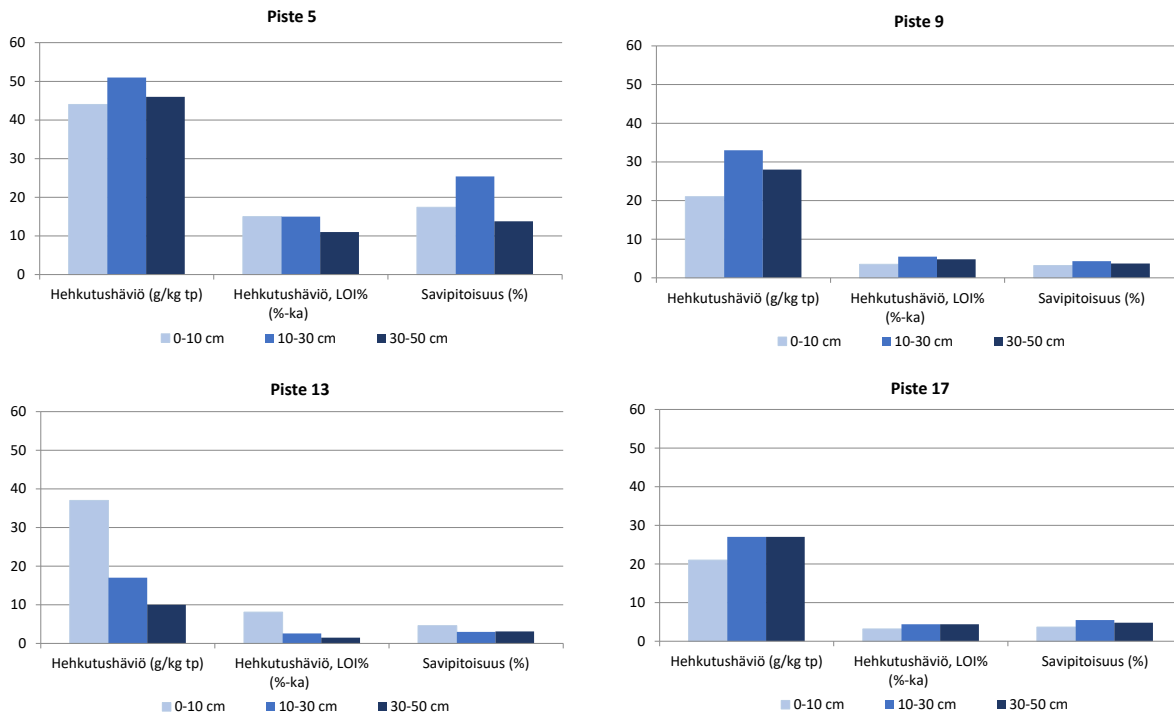 Piste 5
60
50
40
30
20
10
0
Hehkutushäviö (g/kg tp) Hehkutushäviö, LOI% (%-ka) Savipitoisuus (%)
0-10 cm 10-30 cm 30-50 cm
Piste 9
60
50
40
30
20
10
0
Hehkutushäviö (g/kg tp) Hehkutushäviö, LOI% (%-ka) Savipitoisuus (%)
0-10 cm 10-30 cm 30-50 cm
Piste 13
60
50
40
30
20
10
0
Hehkutushäviö (g/kg tp) Hehkutushäviö, LOI% (%-ka) Savipitoisuus (%)
0-10 cm 10-30 cm 30-50 cm
Piste 17
60
50
40
30
20
10
0
Hehkutushäviö (g/kg tp) Hehkutushäviö, LOI% (%-ka) Savipitoisuus (%)
0-10 cm 10-30 cm 30-50 cm